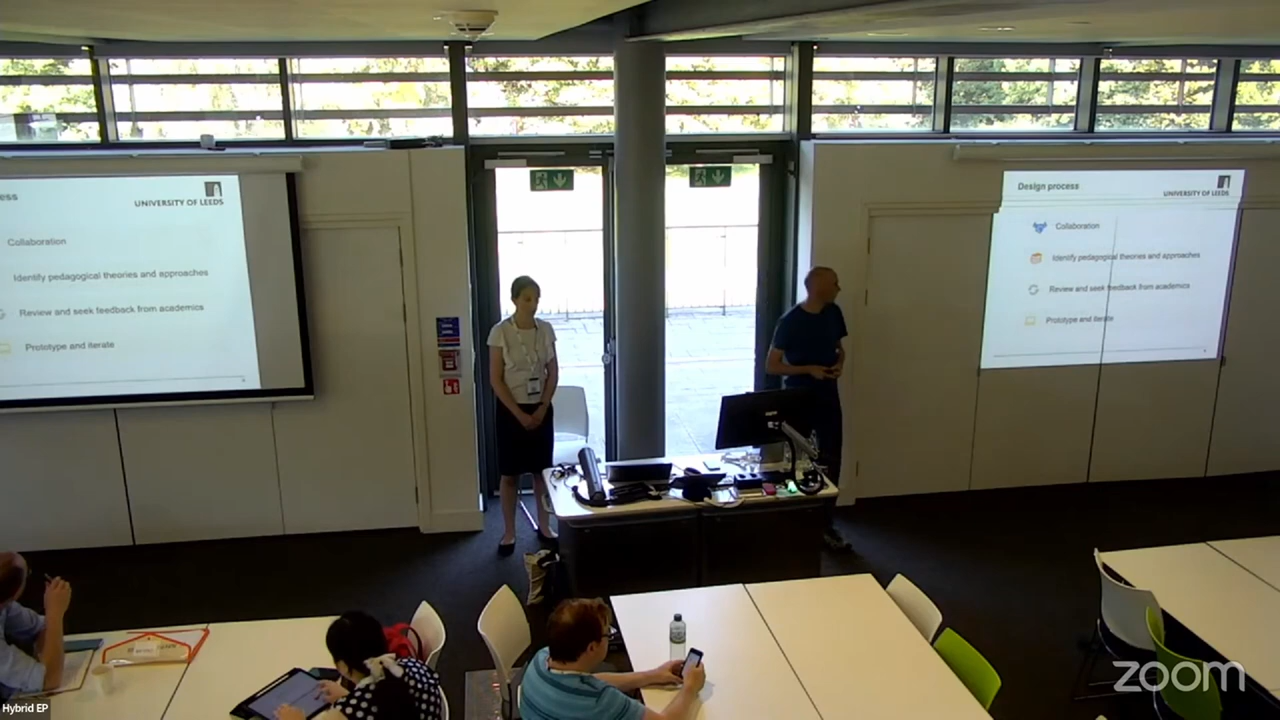 ess
UNIVERSITY OF LEEDS
Collaboration
Identify pedagogical theories and approaches
Review and seek feedback from academics
Prototype and iterate
Design process
UNIVERSITY OF LEEDS
Collaboration
Identify pedagogical theories and approaches
Review and seek feedback from academics
Prototype and iterate
zoom
Hybrid EP